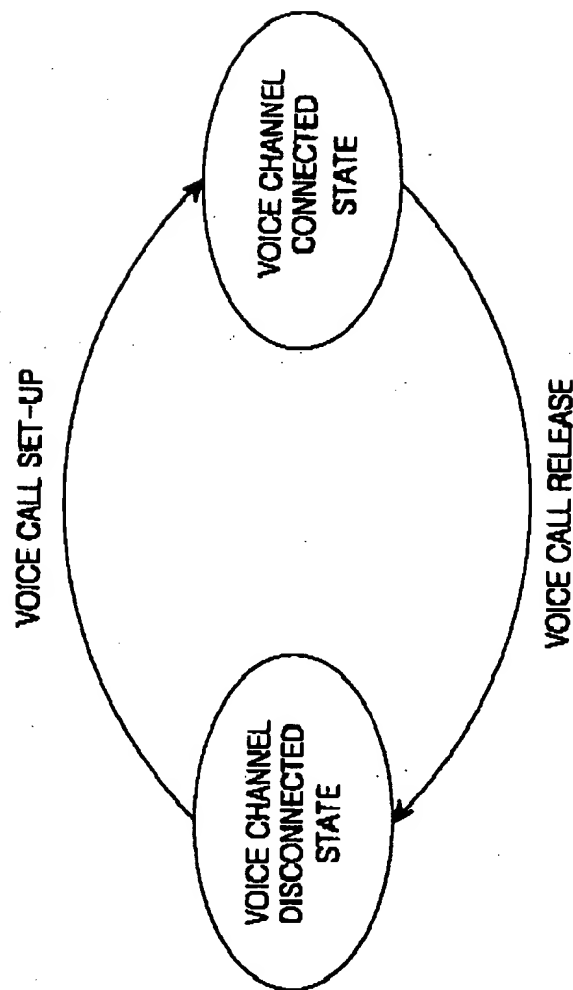 VOICE CALL SET-UP
VOICE CHANNEL
DISCONNECTED
STATE
VOICE CHANNEL
CONNECTED
STATE
VOICE CALL RELEASE